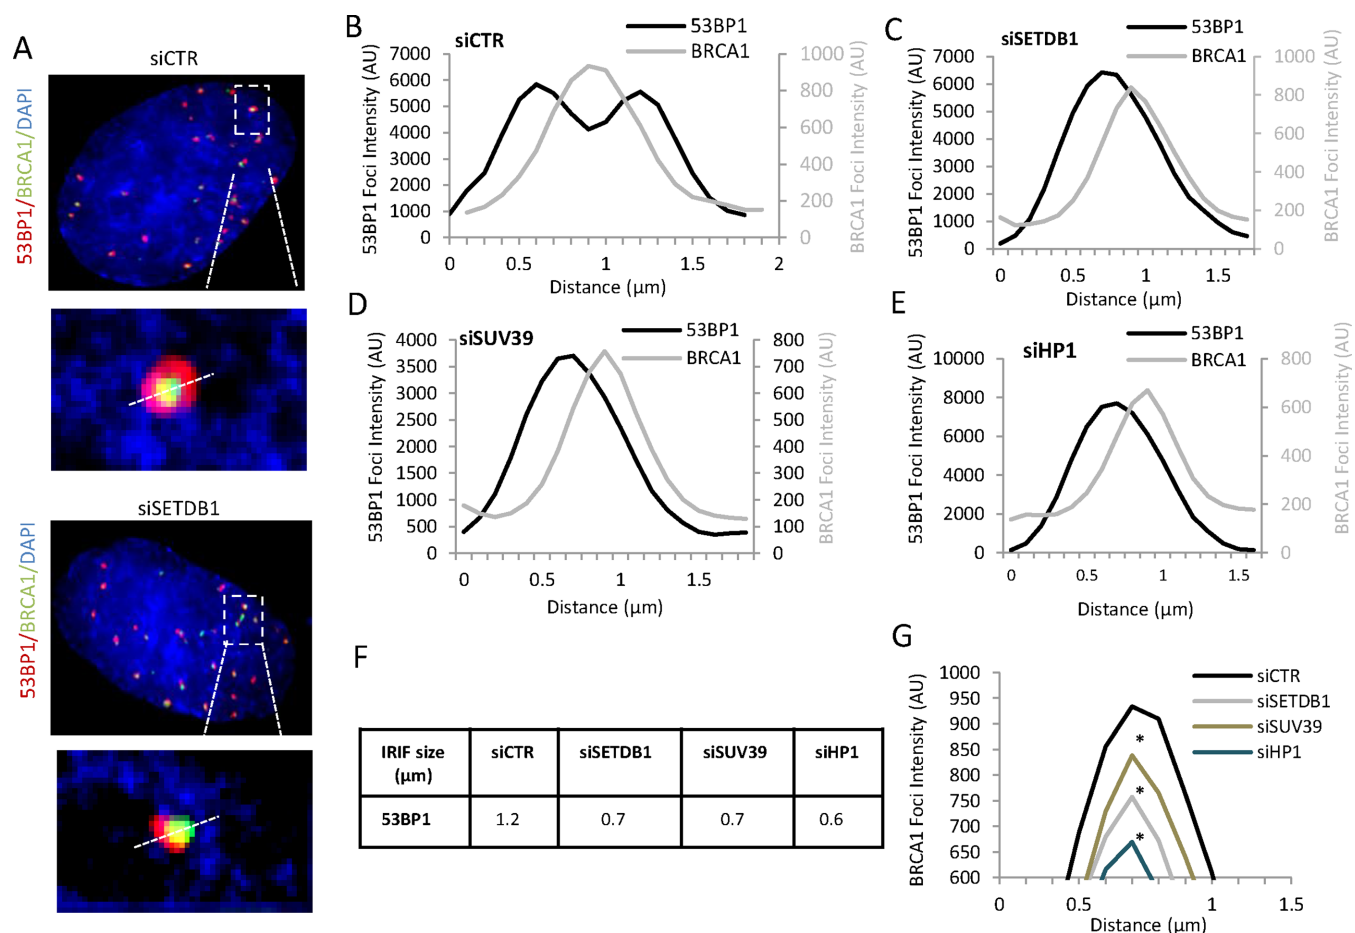 A
siCTR
53BP1/BRCA1/DAPI
siSETDB1
53BP1/BRCA1/DAPI
B
siCTR
53BP1
BRCA1
53BP1 Foci Intensity (AU)
7000
6000
5000
4000
3000
2000
1000
0
BRCA1 Foci Intensity (AU)
1000
800
600
400
200
0
0 0.5 1 1.5 2
Distance (µm)
C
siSETDB1
53BP1
BRCA1
53BP1 Foci Intensity (AU)
7000
6000
5000
4000
3000
2000
1000
0
BRCA1 Foci Intensity (AU)
1000
800
600
400
200
0
0 0.5 1 1.5
Distance (µm)
D
siSUV39
53BP1
BRCA1
53BP1 Foci Intensity (AU)
4000
3500
3000
2500
2000
1500
1000
500
0
BRCA1 Foci Intensity (AU)
800
700
600
500
400
300
200
100
0
0 0.5 1 1.5
Distance (µm)
E
siHP1
53BP1
BRCA1
53BP1 Foci Intensity (AU)
10000
8000
6000
4000
2000
0
BRCA1 Foci Intensity (AU)
800
600
400
200
0
0 0.5 1 1.5
Distance (µm)
F
IRIF size (µm) siCTR siSETDB1 siSUV39 siHP1
53BP1 1.2 0.7 0.7 0.6
G
siCTR
siSETDB1
siSUV39
siHP1
BRCA1 Foci Intensity (AU)
1000
950
900
850
800
750
700
650
600
*
*
*
0 0.5 1 1.5
Distance (µm)